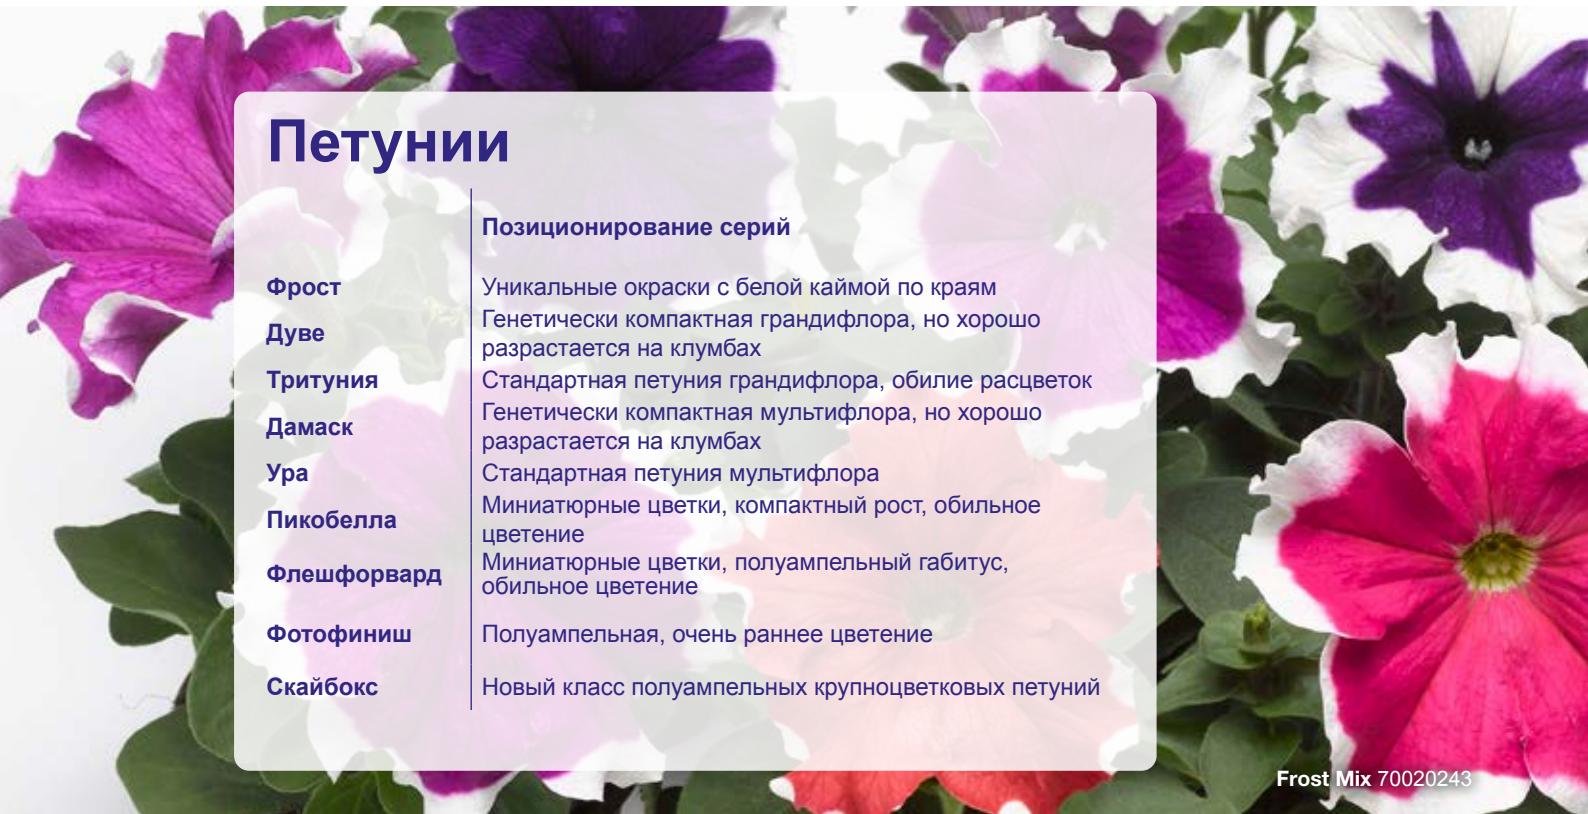 Петунии
Позиционирование серий
Фрост Уникальные окраски с белой каймой по краям
Дуве Генетически компактная грандифлора, но хорошо
разрастается на клумбах
Тритуния Стандартная петуния грандифлора, обилие расцветок
Дамаск Генетически компактная мультифлора, но хорошо
разрастается на клумбах
Ура Стандартная петуния мультифлора
Пикобелла Миниатюрные цветки, компактный рост, обильное
цветение
Флешфорвард Миниатюрные цветки, полуампельный габитус,
обильное цветение
Фотофиниш Полуампельная, очень раннее цветение
Скайбокс Новый класс полуампельных крупноцветковых петуний
Frost Mix 70020243